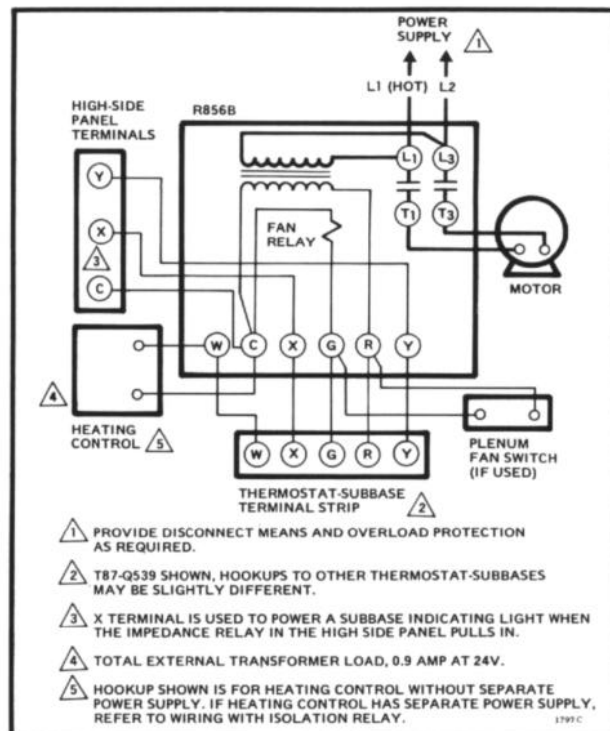 POWER
SUPPLY 1
L1 (HOT) L2
HIGH-SIDE
PANEL
TERMINALS
R856B
Y
X
3
C
L1 L3
T1 T3
FAN
RELAY
MOTOR
W C X G R Y
4
HEATING
CONTROL 5
W X G R Y
PLENUM
FAN SWITCH
(IF USED)
THERMOSTAT-SUBBASE
TERMINAL STRIP 2
1 PROVIDE DISCONNECT MEANS AND OVERLOAD PROTECTION
AS REQUIRED.
2 T87-Q539 SHOWN, HOOKUPS TO OTHER THERMOSTAT-SUBBASES
MAY BE SLIGHTLY DIFFERENT.
3 X TERMINAL IS USED TO POWER A SUBBASE INDICATING LIGHT WHEN
THE IMPEDANCE RELAY IN THE HIGH SIDE PANEL PULLS IN.
4 TOTAL EXTERNAL TRANSFORMER LOAD, 0.9 AMP AT 24V.
5 HOOKUP SHOWN IS FOR HEATING CONTROL WITHOUT SEPARATE
POWER SUPPLY. IF HEATING CONTROL HAS SEPARATE POWER SUPPLY,
REFER TO WIRING WITH ISOLATION RELAY.
1797 C